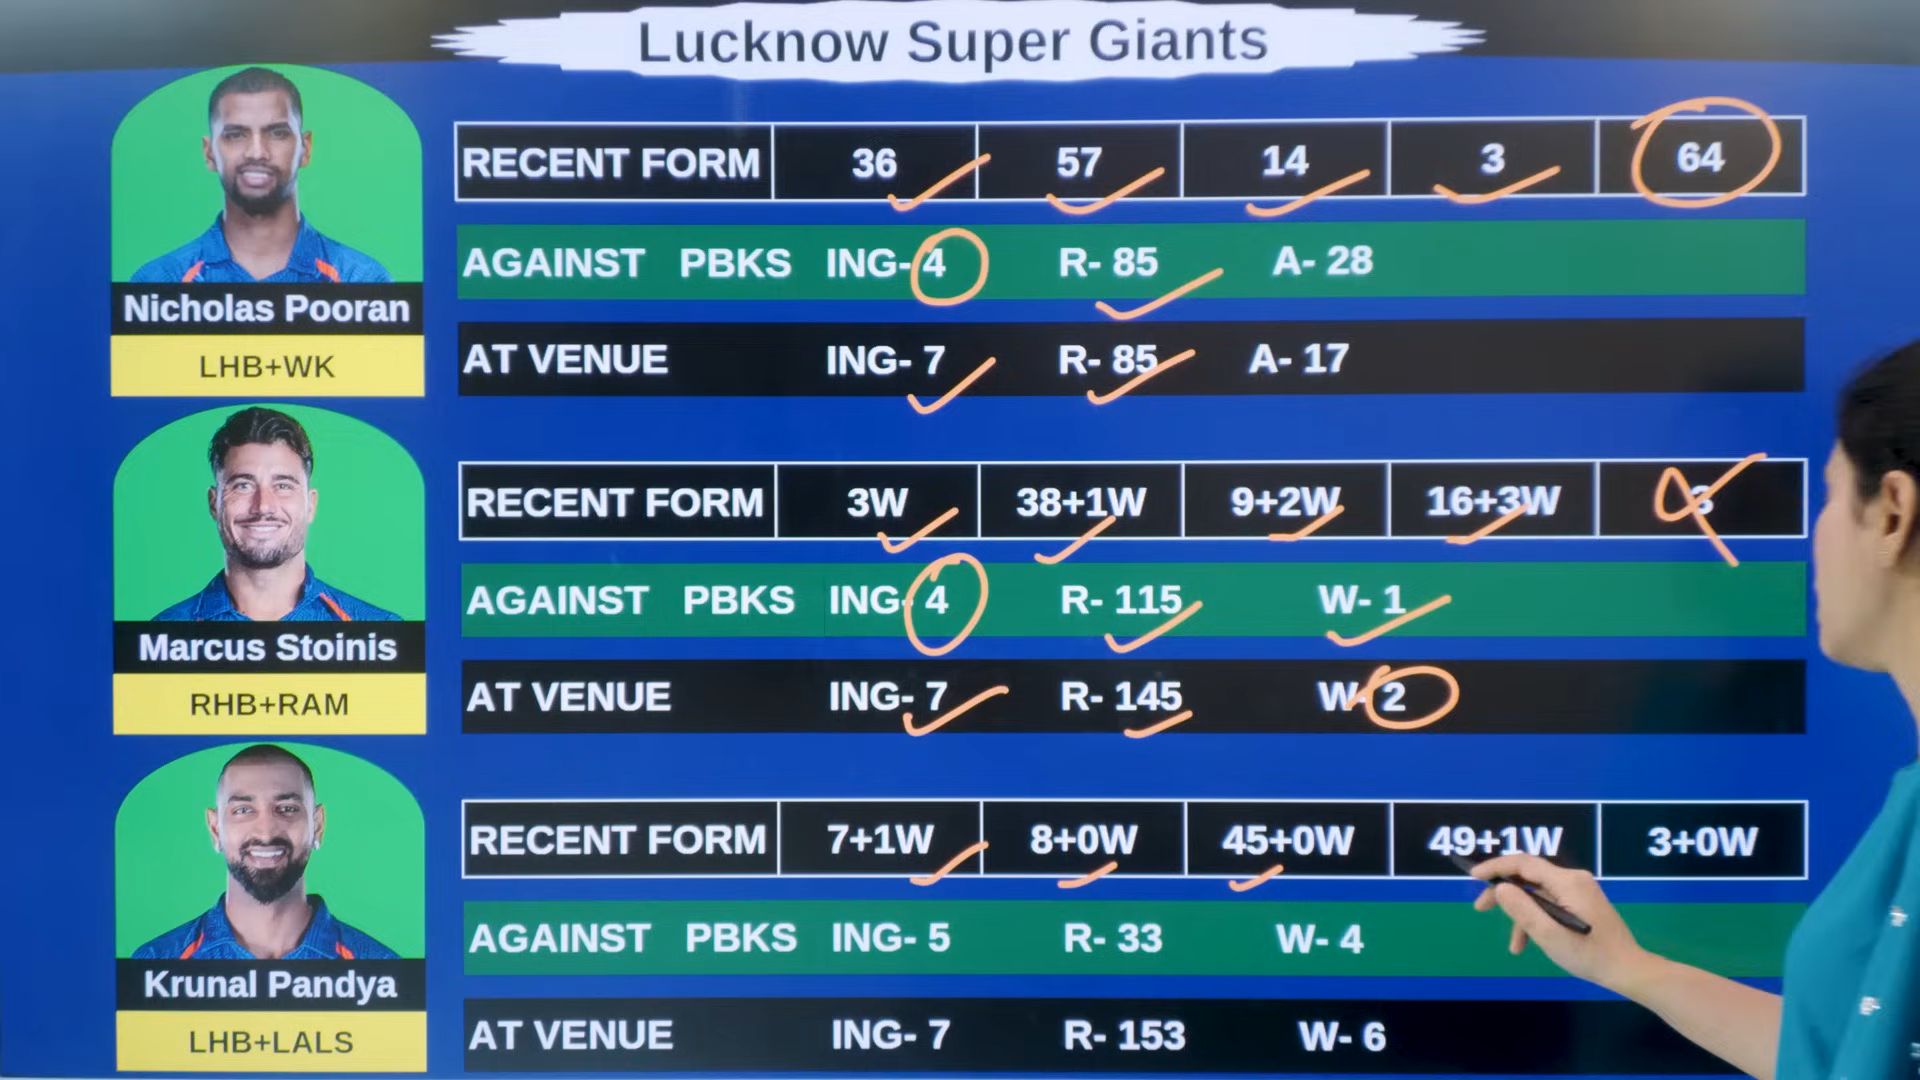 Lucknow Super Giants
RECENT FORM 36 57 14 3 64
AGAINST PBKS ING- 4 R- 85 A- 28
AT VENUE ING- 7 R- 85 A- 17
Nicholas Pooran
LHB+WK
RECENT FORM 3W 38+1W 9+2W 16+3W
AGAINST PBKS ING- 4 R- 115 W- 1
AT VENUE ING- 7 R- 145 W- 2
Marcus Stoinis
RHB+RAM
RECENT FORM 7+1W 8+0W 45+0W 49+1W 3+0W
AGAINST PBKS ING- 5 R- 33 W- 4
AT VENUE ING- 7 R- 153 W- 6
Krunal Pandya
LHB+LALS